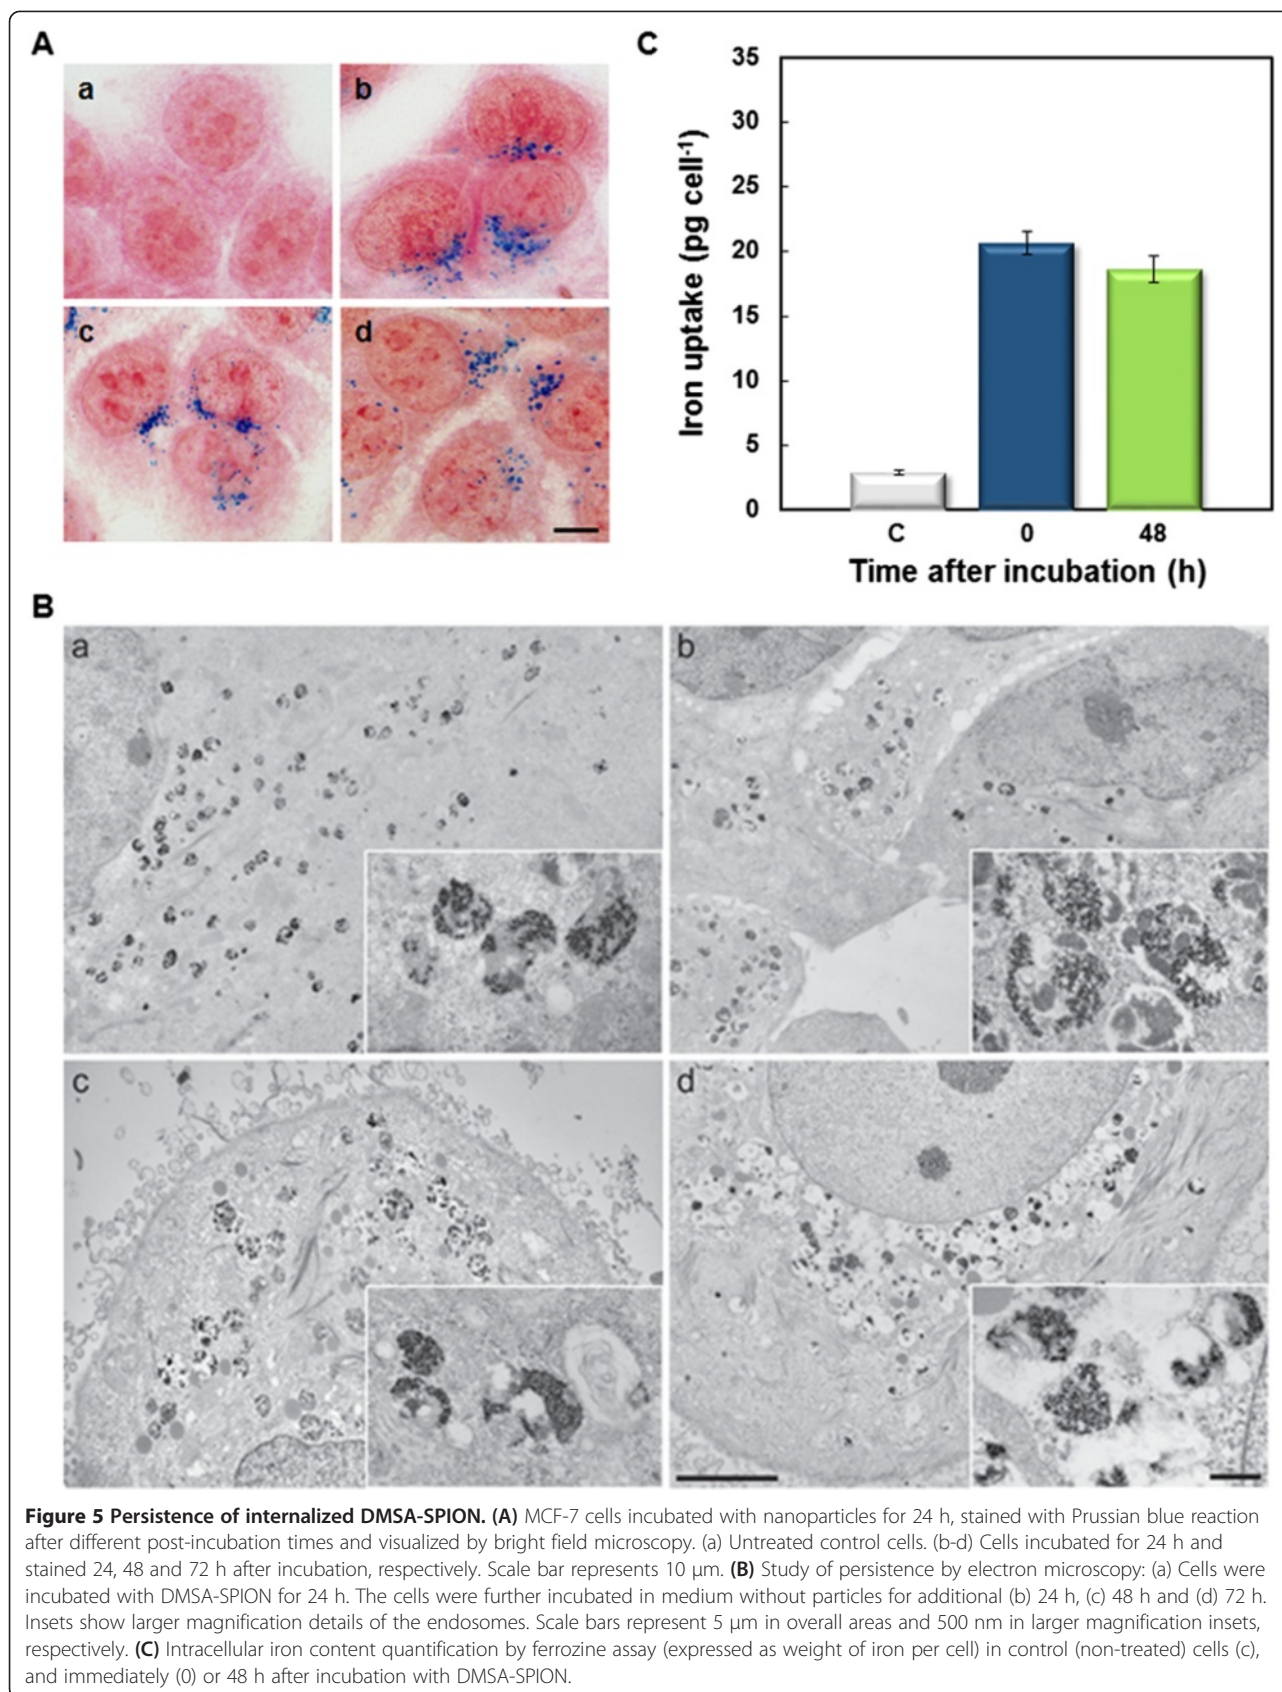 A
a
b
c
d
C
35
30
25
20
15
10
5
0
Iron uptake (pg cell⁻¹)
C 0 48
Time after incubation (h)
B
a
b
c
d
Figure 5 Persistence of internalized DMSA-SPION. (A) MCF-7 cells incubated with nanoparticles for 24 h, stained with Prussian blue reaction
after different post-incubation times and visualized by bright field microscopy. (a) Untreated control cells. (b-d) Cells incubated for 24 h and
stained 24, 48 and 72 h after incubation, respectively. Scale bar represents 10 μm. (B) Study of persistence by electron microscopy: (a) Cells were
incubated with DMSA-SPION for 24 h. The cells were further incubated in medium without particles for additional (b) 24 h, (c) 48 h and (d) 72 h.
Insets show larger magnification details of the endosomes. Scale bars represent 5 μm in overall areas and 500 nm in larger magnification insets,
respectively. (C) Intracellular iron content quantification by ferrozine assay (expressed as weight of iron per cell) in control (non-treated) cells (c),
and immediately (0) or 48 h after incubation with DMSA-SPION.